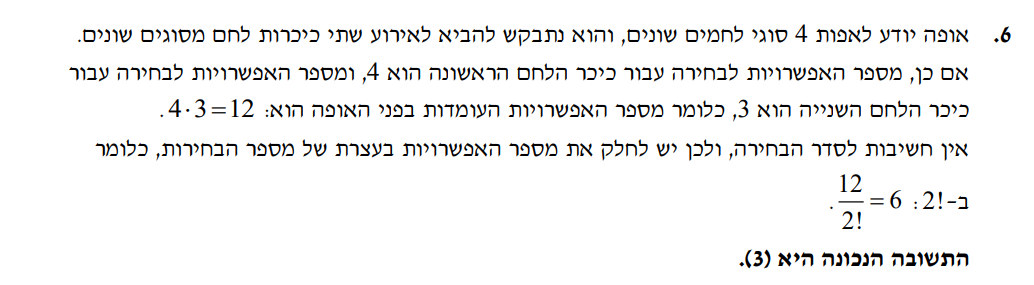 6. אופה יודע לאפות 4 סוגי לחמים שונים, והוא נתבקש להביא לאירוע שתי כיכרות לחם מסוגים שונים.
אם כן, מספר האפשרויות לבחירה עבור כיכר הלחם הראשונה הוא 4, ומספר האפשרויות לבחירה עבור
כיכר הלחם השנייה הוא 3, כלומר מספר האפשרויות העומדות בפני האופה הוא: 4·3=12.
אין חשיבות לסדר הבחירה, ולכן יש לחלק את מספר האפשרויות בעצרת של מספר הבחירות, כלומר
ב-2!: 12/2! = 6.
התשובה הנכונה היא (3).